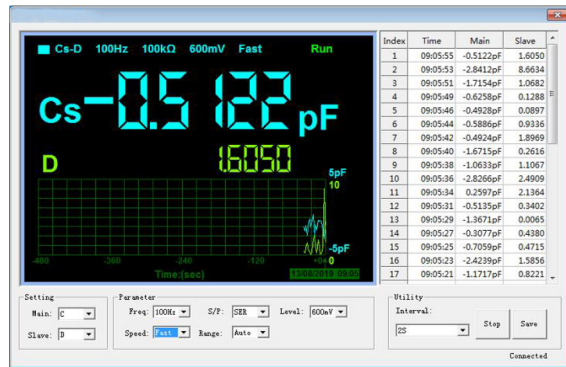 Cs-D 100Hz 100kΩ 600mV Fast Run
Cs -0.5122 pF
D 1.6050
5pF
10
-5pF
-480 -360 -240 -120 +0 0
Time:(sec) 13/08/2019 09:05
Index Time Main Slave
1 09:05:55 -0.5122pF 1.6050
2 09:05:53 -2.8412pF 8.6634
3 09:05:51 -1.7154pF 1.0682
4 09:05:49 -0.6258pF 0.1288
5 09:05:46 -0.4928pF 0.0897
6 09:05:44 -0.5886pF 0.9336
7 09:05:42 -0.4924pF 1.8969
8 09:05:40 -1.6715pF 0.2616
9 09:05:38 -1.0633pF 1.1067
10 09:05:36 -2.8266pF 2.4909
11 09:05:34 0.2597pF 2.1364
12 09:05:31 -0.5135pF 0.3402
13 09:05:29 -1.3671pF 0.0065
14 09:05:27 -0.3077pF 0.4380
15 09:05:25 -0.7059pF 0.4715
16 09:05:23 -2.4239pF 1.5856
17 09:05:21 -1.1717pF 0.8221
Setting
Main: C
Slave: D
Parameter
Freq: 100Hz S/P: SER Level: 600mV
Speed: Fast Range: Auto
Utility
Interval:
2S Stop Save
Connected